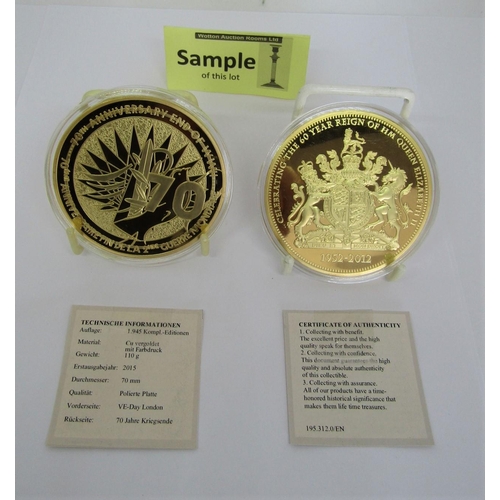 Wotton Auction Rooms Ltd
Sample
of this lot
70TH ANNIVERSARY END OF WWII
70
CELEBRATING THE 60 YEAR REIGN OF HM QUEEN ELIZABETH II
1952-2012
TECHNISCHE INFORMATIONEN
Auflage: 1.945 Kompl.-Editionen
Material: Cu vergoldet
mit Farbdruck
Gewicht: 110 g
Erstausgabejahr: 2015
Durchmesser: 70 mm
Qualität: Polierte Platte
Vorderseite: VE-Day London
Rückseite: 70 Jahre Kriegsende
CERTIFICATE OF AUTHENTICITY
1. Collecting with benefit.
The excellent price and the high
quality speak for themselves.
2. Collecting with confidence.
This document guarantees the high
quality and absolute authenticity
of this collectible.
3. Collecting with assurance.
All of our products have a time-
honored historical significance that
makes them life time treasures.
195.312.0/EN